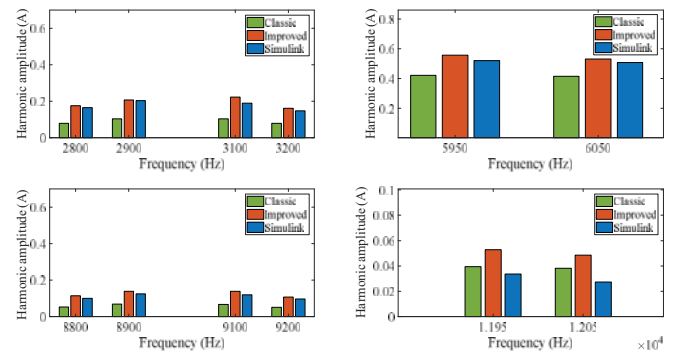 Harmonic amplitude (A)
0.6
0.4
0.2
0
Classic
Improved
Simulink
2800
2900
3100
3200
Frequency (Hz)
Harmonic amplitude (A)
0.8
0.6
0.4
0.2
Classic
Improved
Simulink
5950
6050
Frequency (Hz)
Harmonic amplitude (A)
0.6
0.4
0.2
0
Classic
Improved
Simulink
8800
8900
9100
9200
Frequency (Hz)
Harmonic amplitude (A)
0.1
0.08
0.06
0.04
0.02
0
Classic
Improved
Simulink
1.195
1.205
Frequency (Hz)
×10⁴